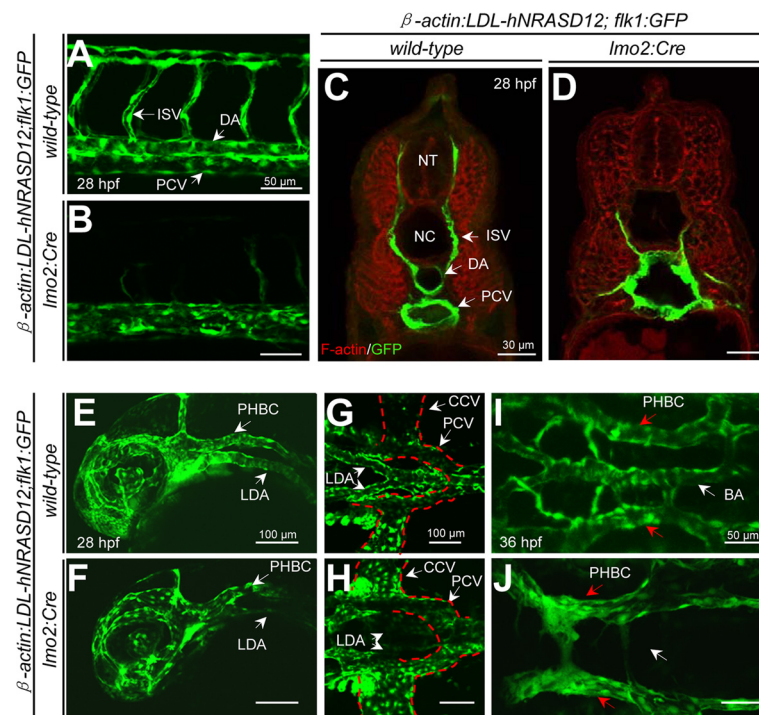 β-actin:LDL-hNRASD12; flk1:GFP
wild-type
lmo2:Cre
β-actin:LDL-hNRASD12;flk1:GFP
wild-type
lmo2:Cre
A
ISV
DA
PCV
28 hpf
50 µm
B
C
28 hpf
NT
NC
ISV
DA
PCV
F-actin/GFP
30 µm
D
β-actin:LDL-hNRASD12;flk1:GFP
wild-type
lmo2:Cre
E
PHBC
LDA
28 hpf
100 µm
F
PHBC
LDA
G
CCV
PCV
LDA
100 µm
H
CCV
PCV
LDA
I
PHBC
BA
36 hpf
50 µm
J
PHBC